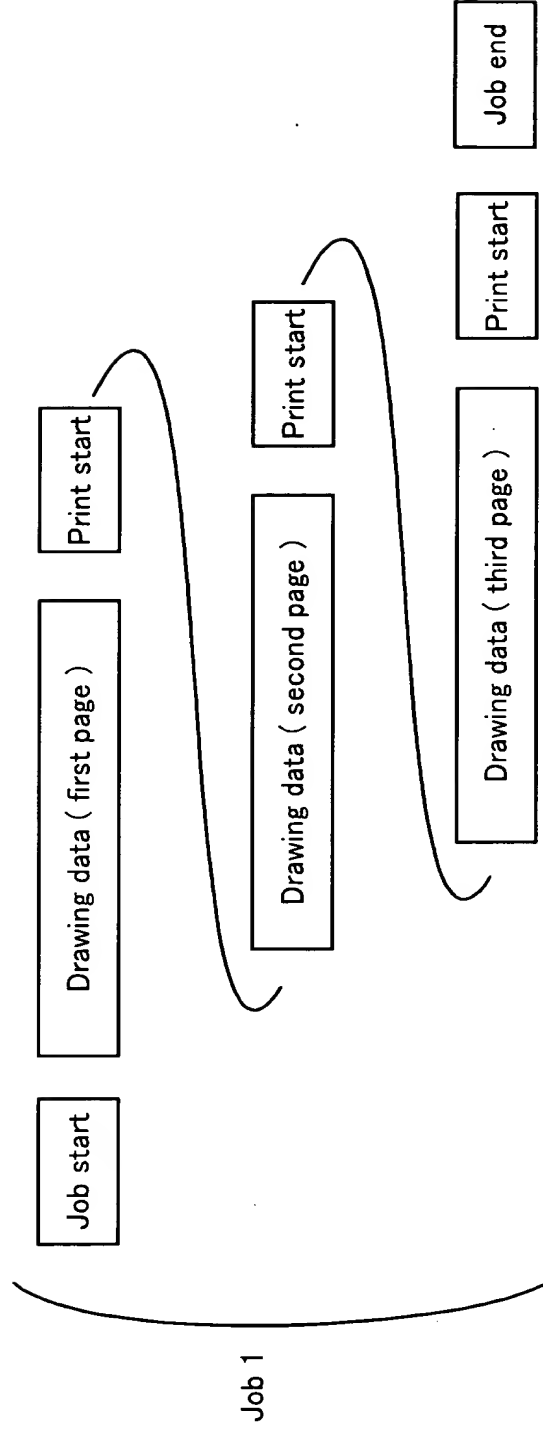 Job 1
Job start
Drawing data ( first page )
Print start
Drawing data ( second page )
Print start
Drawing data ( third page )
Print start
Job end